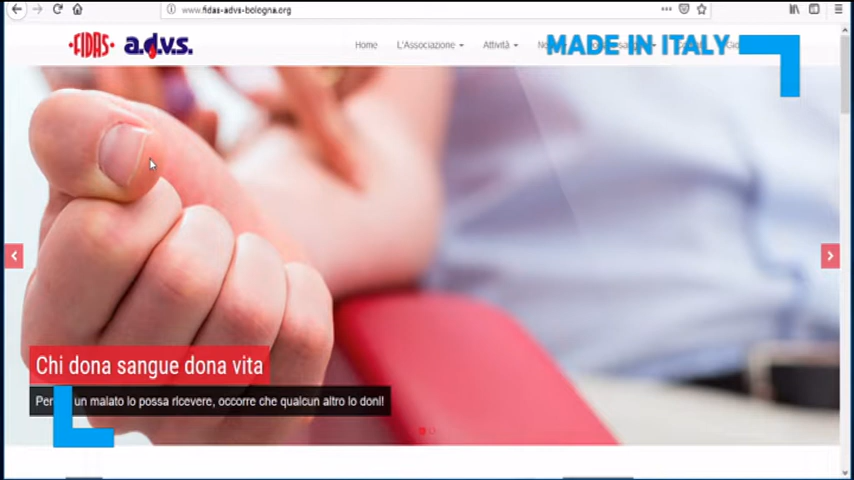 www.fidas-advs-bologna.org
FIDAS a.d.v.s.
Home L'Associazione Attività
MADE IN ITALY
Chi dona sangue dona vita
un malato lo possa ricevere, occorre che qualcun altro lo doni!